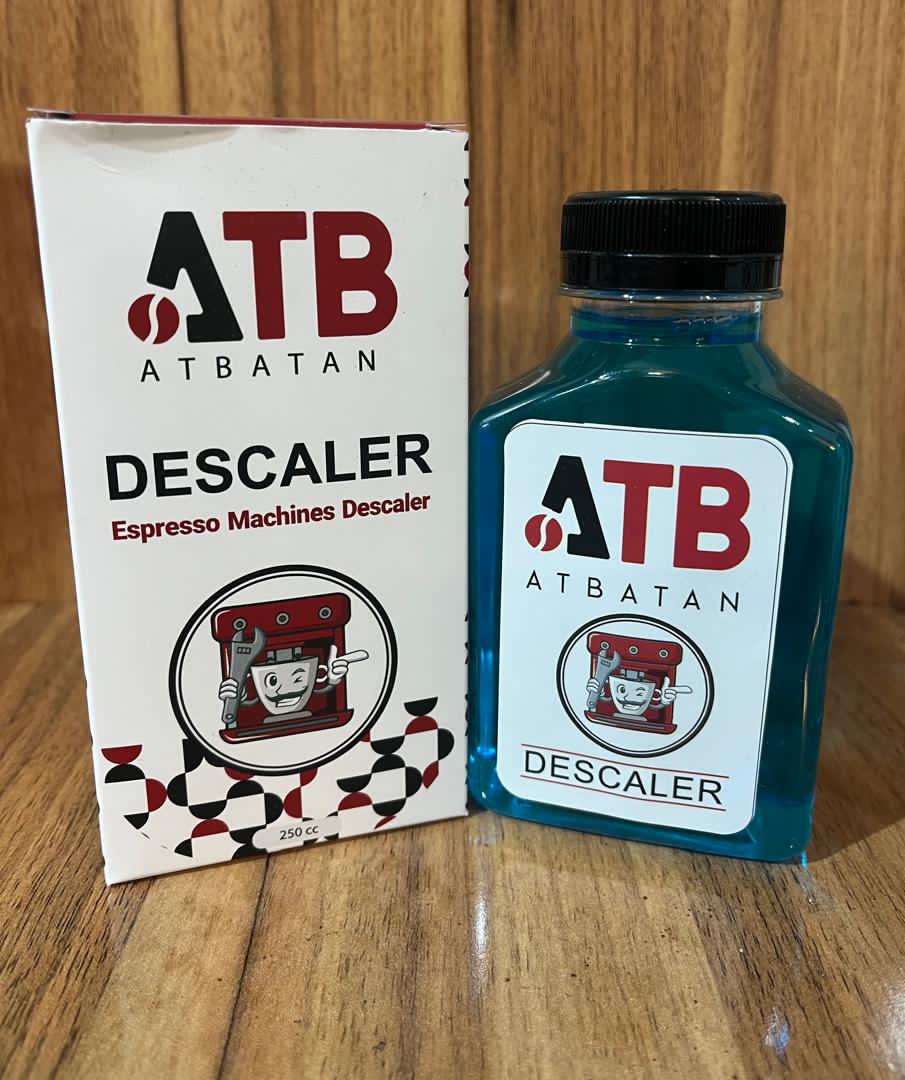 ATB
ATBATAN
DESCALER
Espresso Machines Descaler
250 cc
ATB
ATBATAN
DESCALER